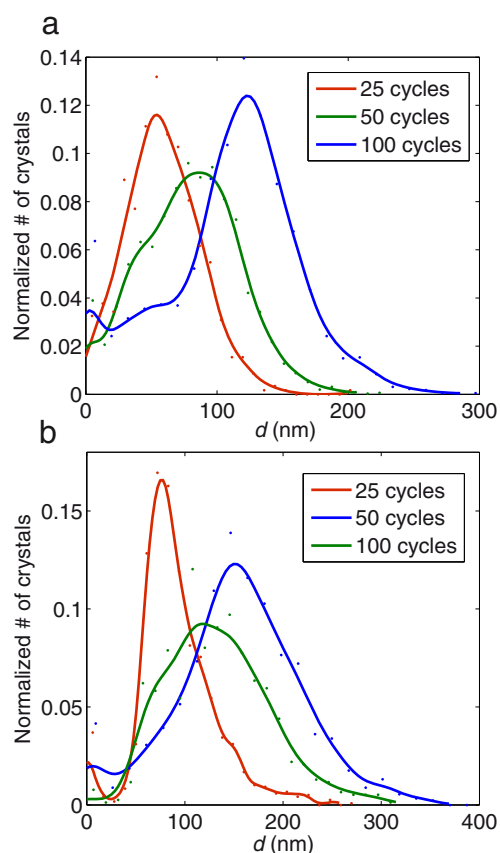 a
0.14
0.12
0.1
0.08
0.06
0.04
0.02
0
Normalized # of crystals
25 cycles
50 cycles
100 cycles
0 100 200 300
d (nm)
b
0.15
0.1
0.05
0
Normalized # of crystals
25 cycles
50 cycles
100 cycles
0 100 200 300 400
d (nm)